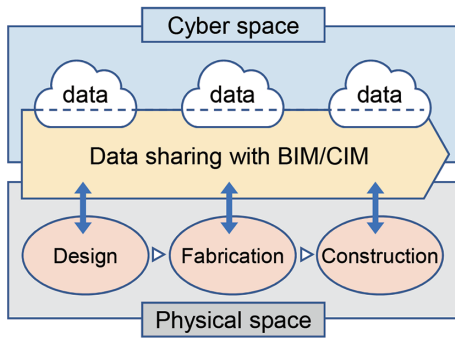 Cyber space
data
data
data
Data sharing with BIM/CIM
Design
Fabrication
Construction
Physical space